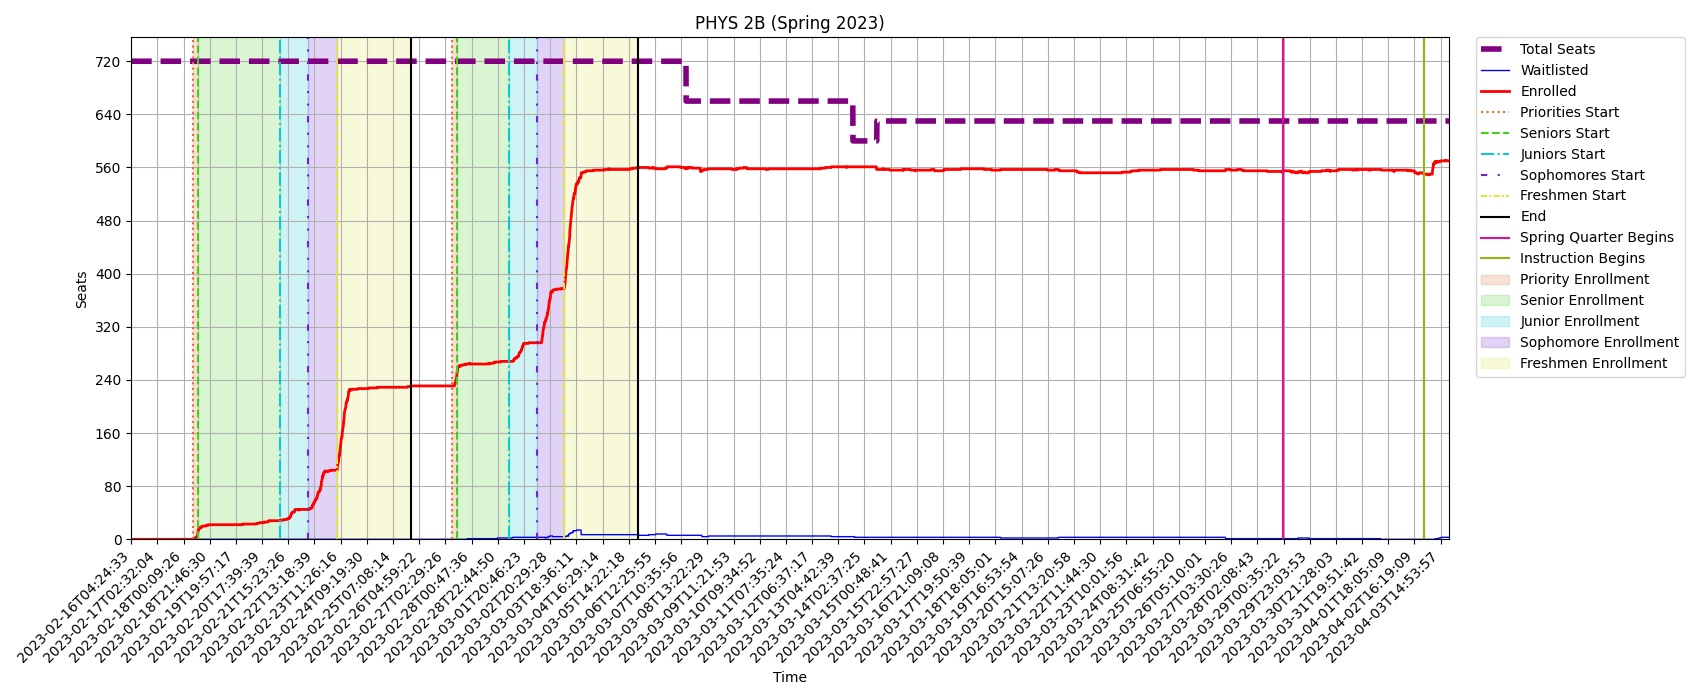 PHYS 2B (Spring 2023)
Seats
720
640
560
480
400
320
240
160
80
0
2023-02-16T04:24:33
2023-02-17T02:32:04
2023-02-18T00:09:26
2023-02-18T21:46:30
2023-02-19T19:57:17
2023-02-20T17:39:39
2023-02-21T15:23:26
2023-02-22T13:18:39
2023-02-23T11:26:16
2023-02-24T09:19:30
2023-02-25T07:08:14
2023-02-26T04:59:22
2023-02-27T02:29:26
2023-02-28T00:47:36
2023-02-28T22:44:50
2023-03-01T20:46:23
2023-03-02T20:29:28
2023-03-03T18:36:11
2023-03-04T16:29:14
2023-03-05T14:22:18
2023-03-06T12:25:55
2023-03-07T10:35:56
2023-03-08T13:22:29
2023-03-09T11:21:53
2023-03-10T09:34:52
2023-03-11T07:35:24
2023-03-12T06:37:17
2023-03-13T04:42:39
2023-03-14T02:37:25
2023-03-15T00:48:41
2023-03-15T22:57:27
2023-03-16T21:09:08
2023-03-17T19:50:39
2023-03-18T18:05:01
2023-03-19T16:53:54
2023-03-20T15:07:26
2023-03-21T13:20:58
2023-03-22T11:44:30
2023-03-23T10:01:56
2023-03-24T08:31:42
2023-03-25T06:55:20
2023-03-26T05:10:01
2023-03-27T03:30:26
2023-03-28T02:08:43
2023-03-29T00:35:22
2023-03-29T23:03:53
2023-03-30T21:28:03
2023-03-31T19:51:42
2023-04-01T18:05:09
2023-04-02T16:19:09
2023-04-03T14:53:57
Time
Total Seats
Waitlisted
Enrolled
Priorities Start
Seniors Start
Juniors Start
Sophomores Start
Freshmen Start
End
Spring Quarter Begins
Instruction Begins
Priority Enrollment
Senior Enrollment
Junior Enrollment
Sophomore Enrollment
Freshmen Enrollment